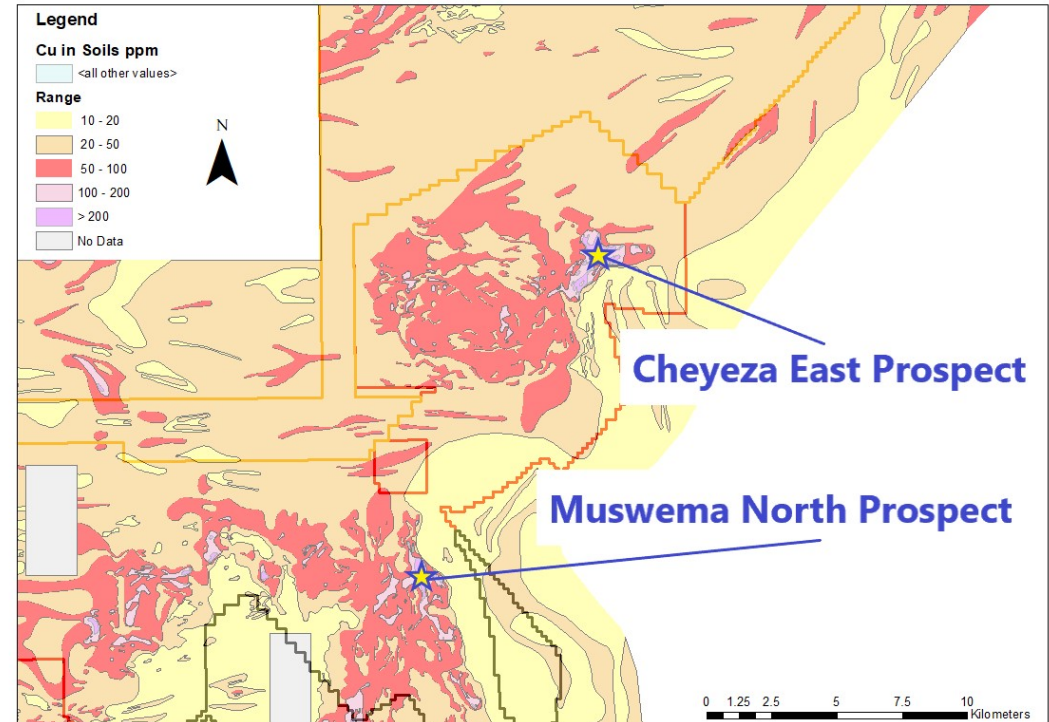 Legend
Cu in Soils ppm
<all other values>
Range
10 - 20
20 - 50
50 - 100
100 - 200
> 200
No Data
N
Cheyeza East Prospect
Muswema North Prospect
0 1.25 2.5 5 7.5 10
Kilometers